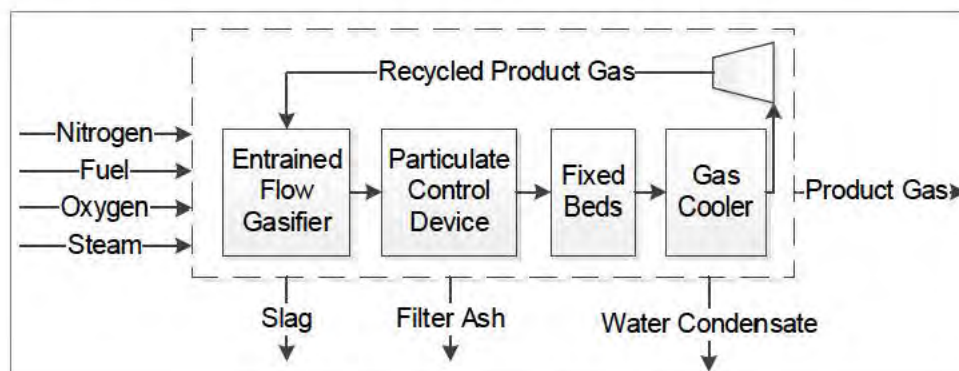 Recycled Product Gas
Nitrogen
Fuel
Oxygen
Steam
Entrained
Flow
Gasifier
Particulate
Control
Device
Fixed
Beds
Gas
Cooler
Product Gas
Slag
Filter Ash
Water Condensate